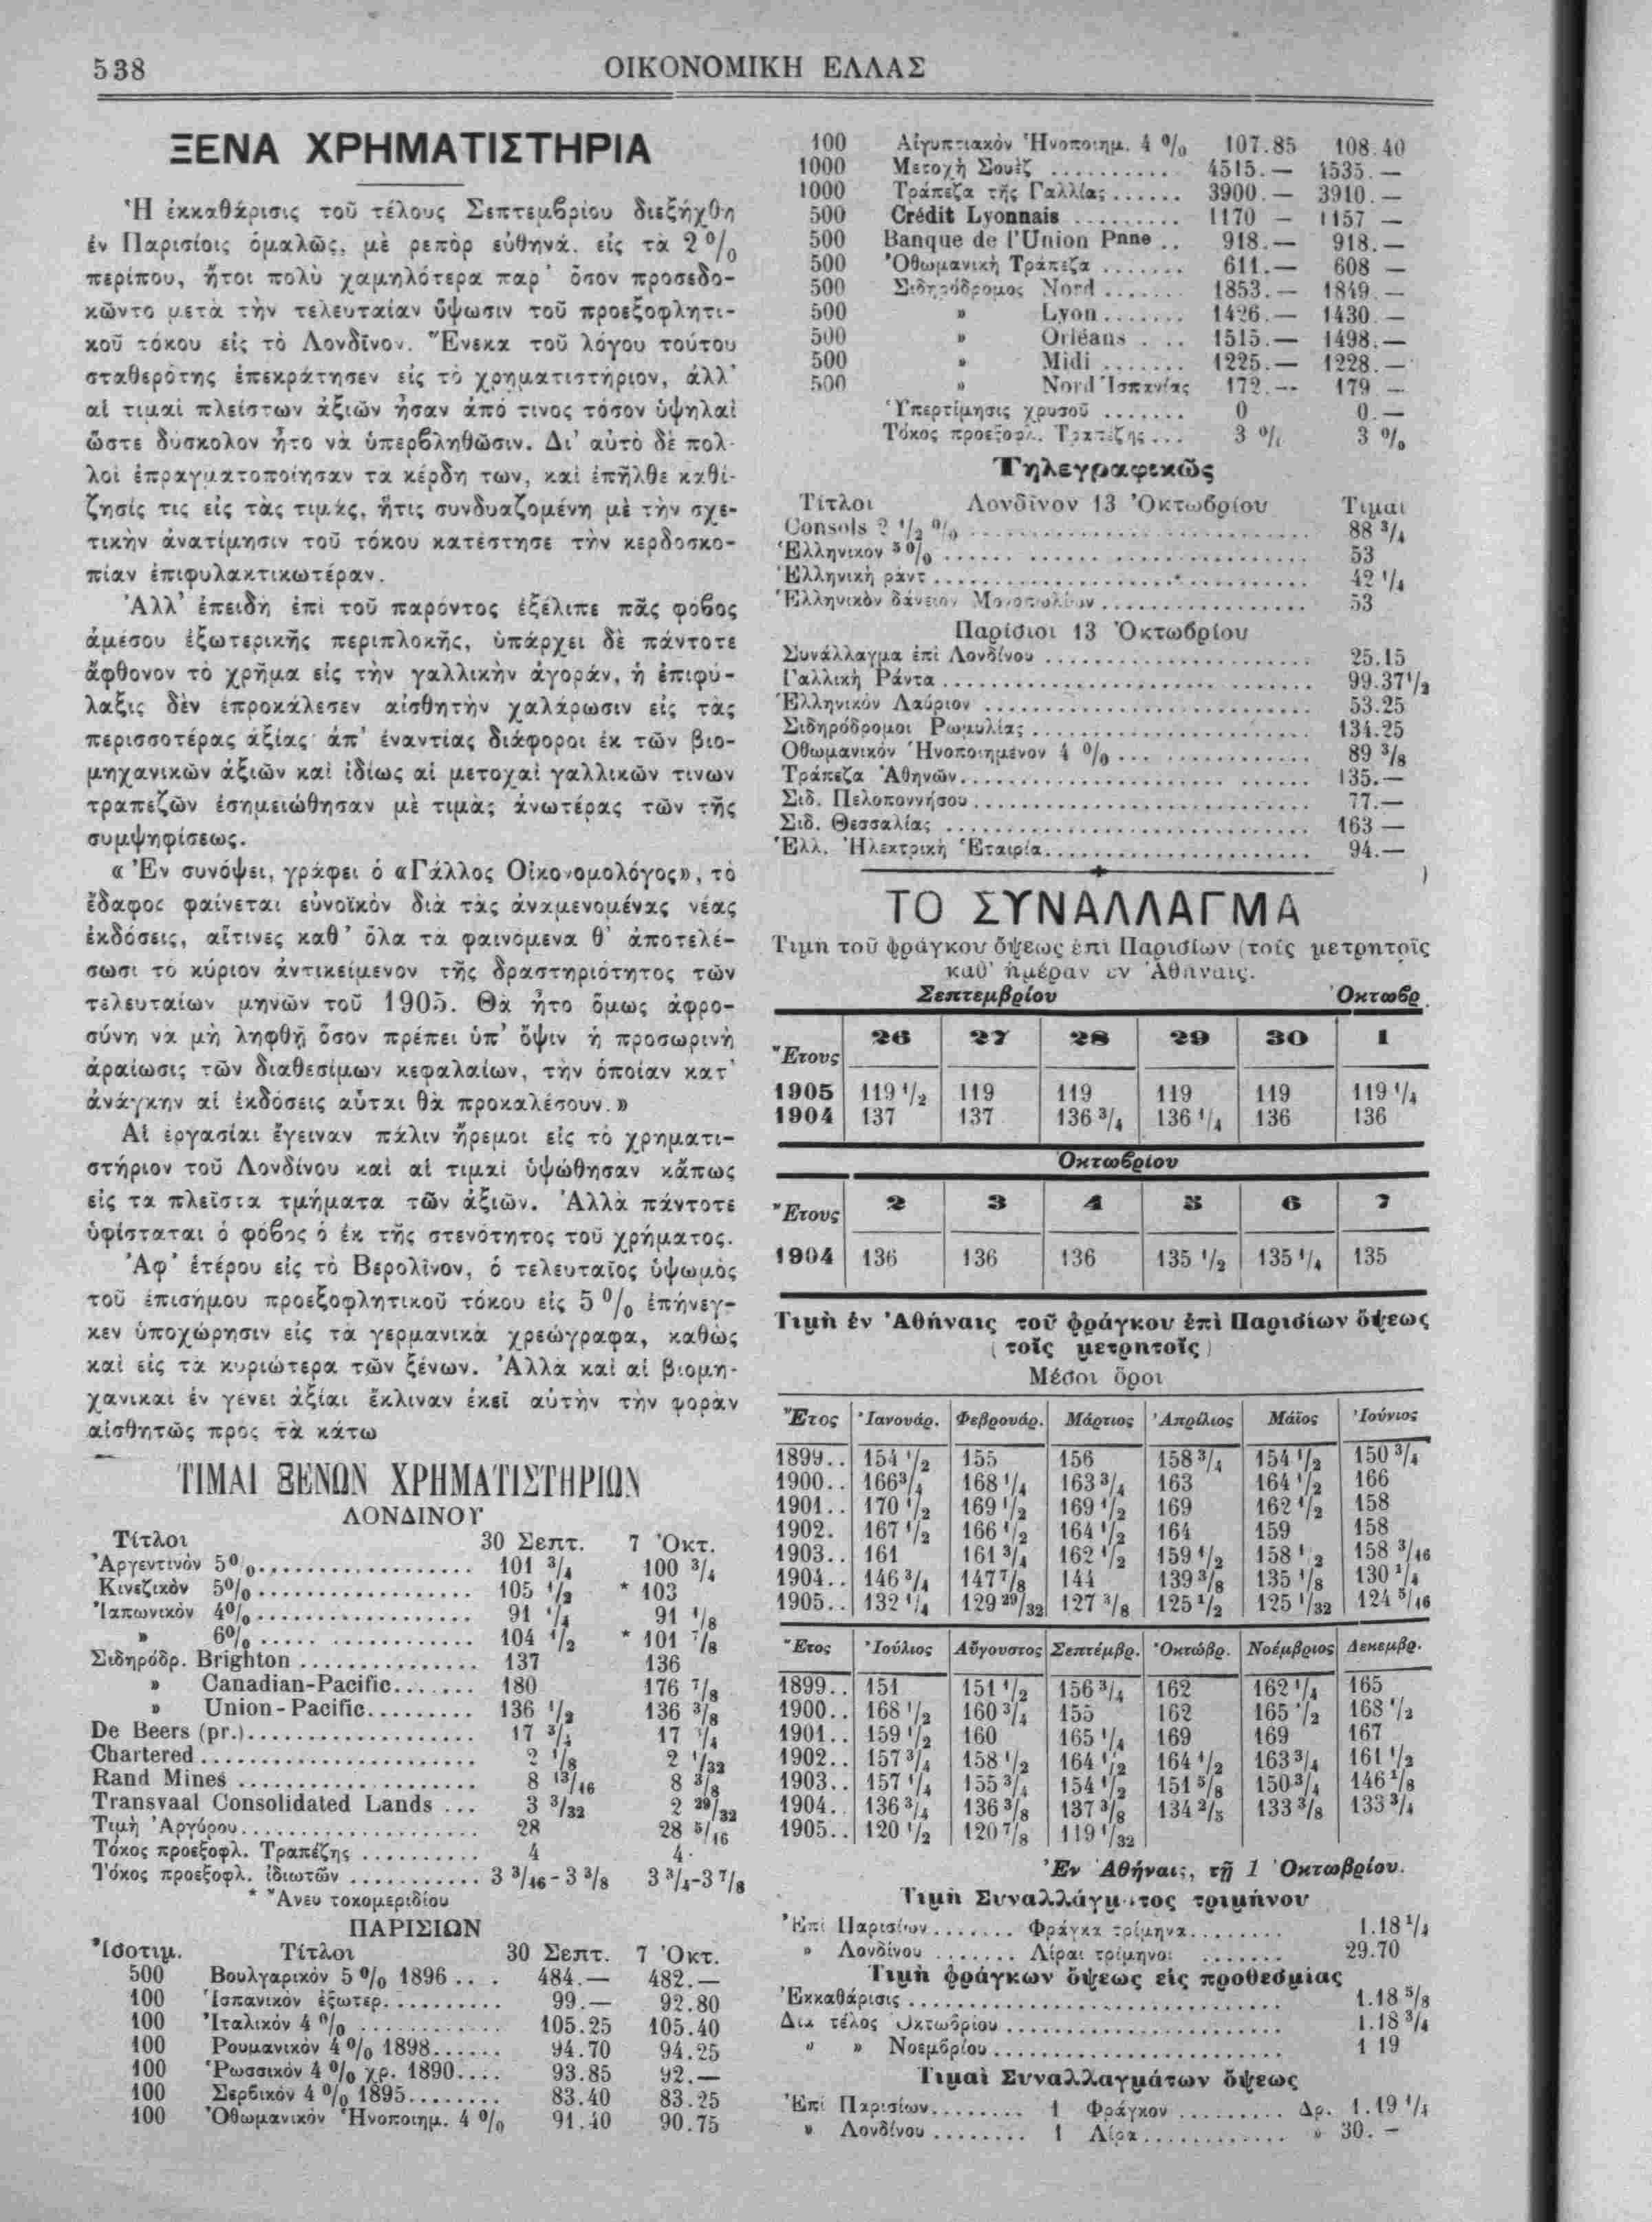 538
ΟΙΚΟΝΟΜΙΚΗ ΕΛΛΑΣ
ΞΕΝΑ ΧΡΗΜΑΤΙΣΤΗΡΙΑ
Ἡ ἐκκαθάρισις τοῦ τέλους Σεπτεμβρίου διεξήχθη
ἐν Παρισίοις ὁμαλῶς, μὲ ρεπὸρ εὐθηνά, εἰς τὰ 2 %
περίπου, ἤτοι πολὺ χαμηλότερα παρ' ὅσον προσεδο-
κῶντο μετὰ τὴν τελευταίαν ὕψωσιν τοῦ προεξοφλητι-
κοῦ τόκου εἰς τὸ Λονδῖνον. Ἕνεκα τοῦ λόγου τούτου
σταθερότης ἐπεκράτησεν εἰς τὸ χρηματιστήριον, ἀλλ'
αἱ τιμαὶ πλείστων ἀξιῶν ἦσαν ἀπό τινος τόσον ὑψηλαὶ
ὥστε δύσκολον ἦτο νὰ ὑπερβληθῶσιν. Δι' αὐτὸ δὲ πολ-
λοὶ ἐπραγματοποίησαν τὰ κέρδη των, καὶ ἐπῆλθε καθί-
ζησίς τις εἰς τὰς τιμάς, ἥτις συνδυαζομένη μὲ τὴν σχε-
τικὴν ἀνατίμησιν τοῦ τόκου κατέστησε τὴν κερδοσκο-
πίαν ἐπιφυλακτικωτέραν.
Ἀλλ' ἐπειδὴ ἐπὶ τοῦ παρόντος ἐξέλιπε πᾶς φόβος
ἀμέσου ἐξωτερικῆς περιπλοκῆς, ὑπάρχει δὲ πάντοτε
ἄφθονον τὸ χρῆμα εἰς τὴν γαλλικὴν ἀγοράν, ἡ ἐπιφύ-
λαξις δὲν ἐπροκάλεσεν αἰσθητὴν χαλάρωσιν εἰς τὰς
περισσοτέρας ἀξίας· ἀπ' ἐναντίας διάφοροι ἐκ τῶν βιο-
μηχανικῶν ἀξιῶν καὶ ἰδίως αἱ μετοχαὶ γαλλικῶν τινων
τραπεζῶν ἐσημειώθησαν μὲ τιμὰς ἀνωτέρας τῶν τῆς
συμψηφίσεως.
« Ἐν συνόψει, γράφει ὁ «Γάλλος Οἰκονομολόγος», τὸ
ἔδαφος φαίνεται εὐνοϊκὸν διὰ τὰς ἀναμενομένας νέας
ἐκδόσεις, αἵτινες καθ' ὅλα τὰ φαινόμενα θ' ἀποτελέ-
σωσι τὸ κύριον ἀντικείμενον τῆς δραστηριότητος τῶν
τελευταίων μηνῶν τοῦ 1905. Θὰ ἦτο ὅμως ἀφρο-
σύνη νὰ μὴ ληφθῇ ὅσον πρέπει ὑπ' ὄψιν ἡ προσωρινὴ
ἀραίωσις τῶν διαθεσίμων κεφαλαίων, τὴν ὁποίαν κατ'
ἀνάγκην αἱ ἐκδόσεις αὗται θὰ προκαλέσουν.»
Αἱ ἐργασίαι ἔγειναν πάλιν ἤρεμοι εἰς τὸ χρηματι-
στήριον τοῦ Λονδίνου καὶ αἱ τιμαὶ ὑψώθησαν κάπως
εἰς τὰ πλεῖστα τμήματα τῶν ἀξιῶν. Ἀλλὰ πάντοτε
ὑφίσταται ὁ φόβος ὁ ἐκ τῆς στενότητος τοῦ χρήματος.
Ἀφ' ἑτέρου εἰς τὸ Βερολῖνον, ὁ τελευταῖος ὑψωμὸς
τοῦ ἐπισήμου προεξοφλητικοῦ τόκου εἰς 5 % ἐπήνεγ-
κεν ὑποχώρησιν εἰς τὰ γερμανικὰ χρεώγραφα, καθὼς
καὶ εἰς τὰ κυριώτερα τῶν ξένων. Ἀλλὰ καὶ αἱ βιομη-
χανικαὶ ἐν γένει ἀξίαι ἔκλιναν ἐκεῖ αὐτὴν τὴν φορὰν
αἰσθητῶς πρὸς τὰ κάτω
ΤΙΜΑΙ ΞΕΝΩΝ ΧΡΗΜΑΤΙΣΤΗΡΙΩΝ
ΛΟΝΔΙΝΟΥ
Τίτλοι 30 Σεπτ. 7 Ὀκτ.
Ἀργεντινὸν 5%.................. 101 3/4 100 3/4
Κινεζικὸν 5%.................. 105 1/2 * 103
Ἰαπωνικὸν 4%.................. 91 1/4 91 1/8
» 6%.................. 104 1/2 * 101 7/8
Σιδηρόδρ. Brighton ............... 137 136
» Canadian-Pacific....... 180 176 7/8
» Union-Pacific......... 136 1/2 136 3/8
De Beers (pr.).................. 17 3/4 17 1/4
Chartered...................... 2 1/8 2 1/32
Rand Mines .................... 8 13/16 8 3/8
Transvaal Consolidated Lands ... 3 3/32 2 29/32
Τιμὴ Ἀργύρου................... 28 28 5/16
Τόκος προεξοφλ. Τραπέζης .......... 4 4.
Τόκος προεξοφλ. ἰδιωτῶν ........... 3 3/16-3 3/8 3 3/4-3 7/8
* Ἄνευ τοκομεριδίου
ΠΑΡΙΣΙΩΝ
Ἰσοτιμ. Τίτλοι 30 Σεπτ. 7 Ὀκτ.
500 Βουλγαρικὸν 5 % 1896 .... 484.— 482.—
100 Ἱσπανικὸν ἐξωτερ........... 99.— 92.80
100 Ἰταλικὸν 4 % ............ 105.25 105.40
100 Ρουμανικὸν 4 % 1898...... 94.70 94.25
100 Ῥωσσικὸν 4 % χρ. 1890.... 93.85 92.—
100 Σερβικὸν 4 % 1895........ 83.40 83.25
100 Ὀθωμανικὸν Ἡνοποιημ. 4 % 91.40 90.75
100 Αἰγυπτιακὸν Ἡνοποιημ. 4 % 107.85 108.40
1000 Μετοχὴ Σουὲζ .......... 4515.— 4535.—
1000 Τράπεζα τῆς Γαλλίας...... 3900.— 3910.—
500 Crédit Lyonnais ......... 1170 — 1157 —
500 Banque de l'Union Pnne .. 918.— 918.—
500 Ὀθωμανικὴ Τράπεζα ....... 611.— 608 —
500 Σιδηρόδρομος Nord ....... 1853.— 1849.—
500 » Lyon....... 1426.— 1430.—
500 » Orléans .... 1515.— 1498.—
500 » Midi ....... 1225.— 1228.—
500 » Nord Ἱσπανίας 172.— 179 —
Ὑπερτίμησις χρυσοῦ ....... 0 0.—
Τόκος προεξοφλ. Τραπέζης... 3 % 3 %
Τηλεγραφικῶς
Τίτλοι Λονδῖνον 13 Ὀκτωβρίου Τιμαι
Consols 2 1/2 % .................. 88 3/4
Ἑλληνικὸν 5 % .................. 53
Ἑλληνικὴ ράντ .................. 42 1/4
Ἑλληνικὸν δάνειον Μονοπωλίων.................. 53
Παρίσιοι 13 Ὀκτωβρίου
Συνάλλαγμα ἐπὶ Λονδίνου .................. 25.15
Γαλλικὴ Ράντα .................. 99.37 1/2
Ἑλληνικὸν Λαύριον .................. 53.25
Σιδηρόδρομοι Ρωμυλίας .................. 134.25
Οθωμανικὸν Ἡνοποιημένον 4 % .................. 89 3/8
Τράπεζα Ἀθηνῶν.................. 135.—
Σιδ. Πελοποννήσου .................. 77.—
Σιδ. Θεσσαλίας .................. 163 —
Ἑλλ. Ἠλεκτρικὴ Ἑταιρία.................. 94.—
ΤΟ ΣΥΝΑΛΛΑΓΜΑ
Τιμὴ τοῦ φράγκου ὄψεως ἐπὶ Παρισίων (τοῖς μετρητοῖς
καθ' ἡμέραν ἐν Ἀθήναις.
Σεπτεμβρίου Ὀκτωβρ.
Ἔτους 26 27 28 29 30 1
1905 119 1/2 119 119 119 119 119 1/4
1904 137 137 136 3/4 136 1/4 136 136
Ὀκτωβρίου
Ἔτους 2 3 4 5 6 7
1904 136 136 136 135 1/2 135 1/4 135
Τιμὴ ἐν Ἀθήναις τοῦ φράγκου ἐπὶ Παρισίων ὄψεως
(τοῖς μετρητοῖς)
Μέσοι ὅροι
Ἔτος Ἰανουάρ. Φεβρουάρ. Μάρτιος Ἀπρίλιος Μάϊος Ἰούνιος
1899.. 154 1/2 155 156 158 3/4 154 1/2 150 3/4
1900.. 166 3/4 168 1/4 163 3/4 163 164 1/2 166
1901.. 170 1/2 169 1/2 169 1/2 169 162 1/2 158
1902. 167 1/2 166 1/2 164 1/2 164 159 158
1903.. 161 161 3/4 162 1/2 159 1/2 158 1/2 158 3/16
1904.. 146 3/4 147 7/8 144 139 3/8 135 1/8 130 1/4
1905.. 132 1/4 129 29/32 127 3/8 125 1/2 125 1/32 124 5/16
Ἔτος Ἰούλιος Αὔγουστος Σεπτέμβρ. Ὀκτώβρ. Νοέμβριος Δεκεμβρ.
1899.. 151 151 1/2 156 3/4 162 162 1/4 165
1900.. 168 1/2 160 3/4 155 162 165 1/2 168 1/2
1901.. 159 1/2 160 165 1/4 169 169 167
1902.. 157 3/4 158 1/2 164 1/2 164 1/2 163 3/4 161 1/2
1903.. 157 1/4 155 3/4 154 1/2 151 5/8 150 3/4 146 1/8
1904.. 136 3/4 136 3/8 137 3/8 134 2/5 133 3/8 133 3/4
1905.. 120 1/2 120 7/8 119 1/32
Ἐν Ἀθήναις, τῇ 1 Ὀκτωβρίου.
Τιμὴ Συναλλάγματος τριμήνου
Ἐπὶ Παρισίων....... Φράγκα τρίμηνα........ 1.18 1/4
» Λονδίνου ....... Λίραι τρίμηνοι ....... 29.70
Τιμὴ φράγκων ὄψεως εἰς προθεσμίας
Ἐκκαθάρισις .................. 1.18 5/8
Διὰ τέλος Ὀκτωβρίου .................. 1.18 3/4
» » Νοεμβρίου .................. 1 19
Τιμαὶ Συναλλαγμάτων ὄψεως
Ἐπὶ Παρισίων........ 1 Φράγκον .......... Δρ. 1.19 1/4
» Λονδίνου ........ 1 Λίρα............. » 30.—